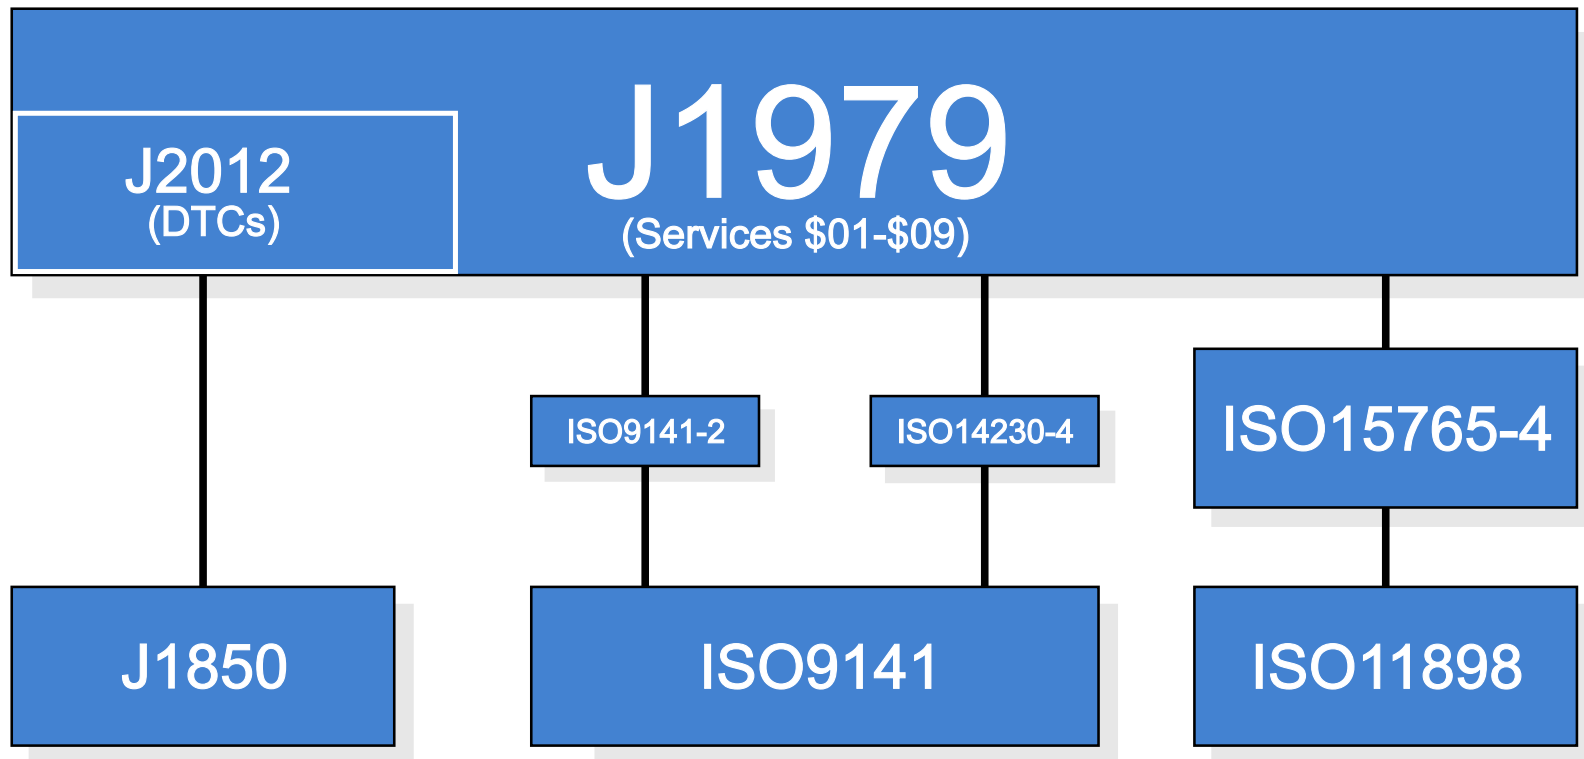 J1979
(Services $01-$09)
J2012
(DTCs)
ISO9141-2
ISO14230-4
ISO15765-4
J1850
ISO9141
ISO11898